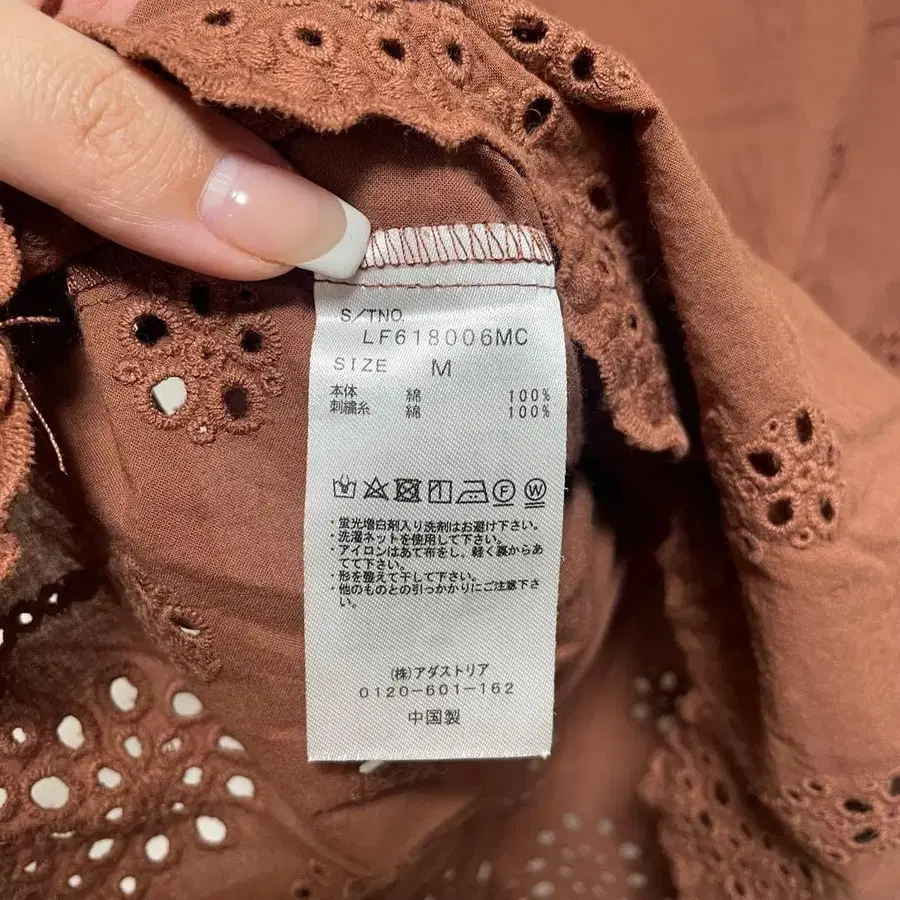 S/TNO.
LF618006MC
SIZE M
本体 綿 100%
刺繍糸 綿 100%
F W
・蛍光増白剤入り洗剤はお避け下さい。
・洗濯ネットを使用して下さい。
・アイロンはあて布をし、軽く裏からあ
てて下さい。
・形を整えて干して下さい。
・他のものとの引っかかりにご注意下さ
い。
(株)アダストリア
0120-601-162
中国製